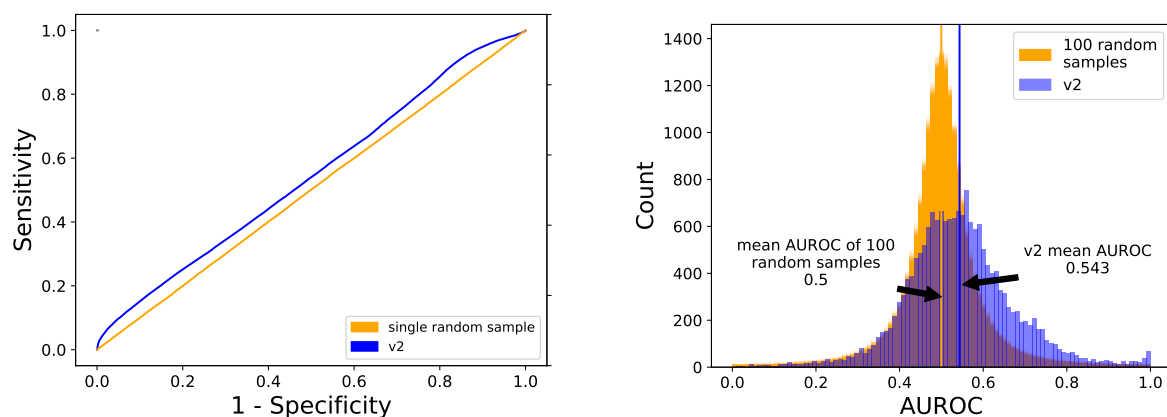 1.0
0.8
0.6
0.4
0.2
0.0
Sensitivity
0.0 0.2 0.4 0.6 0.8 1.0
1 - Specificity
single random sample
v2
1400
1200
1000
800
600
400
200
0
Count
100 random
samples
v2
mean AUROC of 100
random samples
0.5
v2 mean AUROC
0.543
0.0 0.2 0.4 0.6 0.8 1.0
AUROC